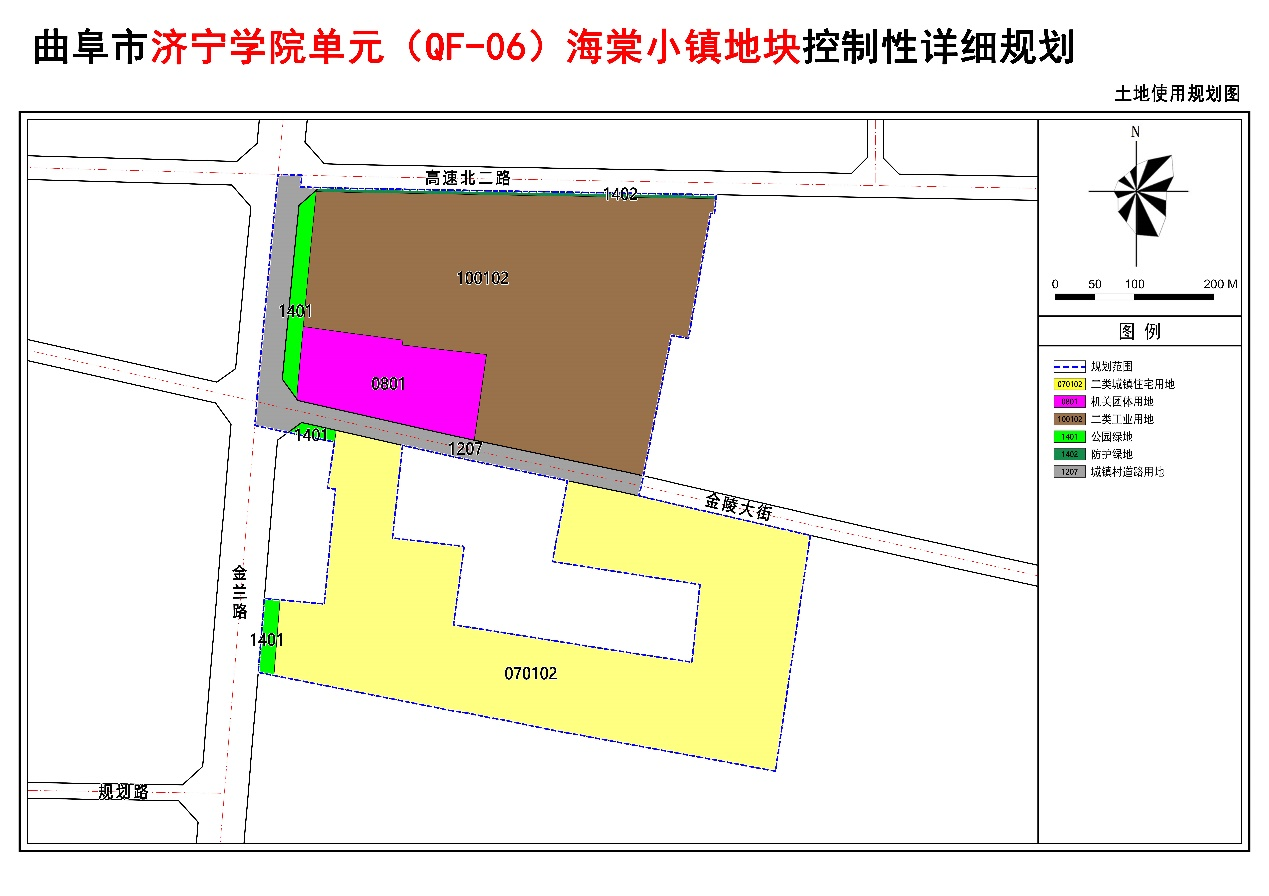 曲阜市济宁学院单元（QF-06）海棠小镇地块控制性详细规划
土地使用规划图
N
0 50 100 200 M
图 例
规划范围
070102 二类城镇住宅用地
0801 机关团体用地
100102 二类工业用地
1401 公园绿地
1402 防护绿地
1207 城镇村道路用地
高速北二路
1402
100102
1401
0801
1401
1207
金陵大街
金兰路
1401
070102
规划路